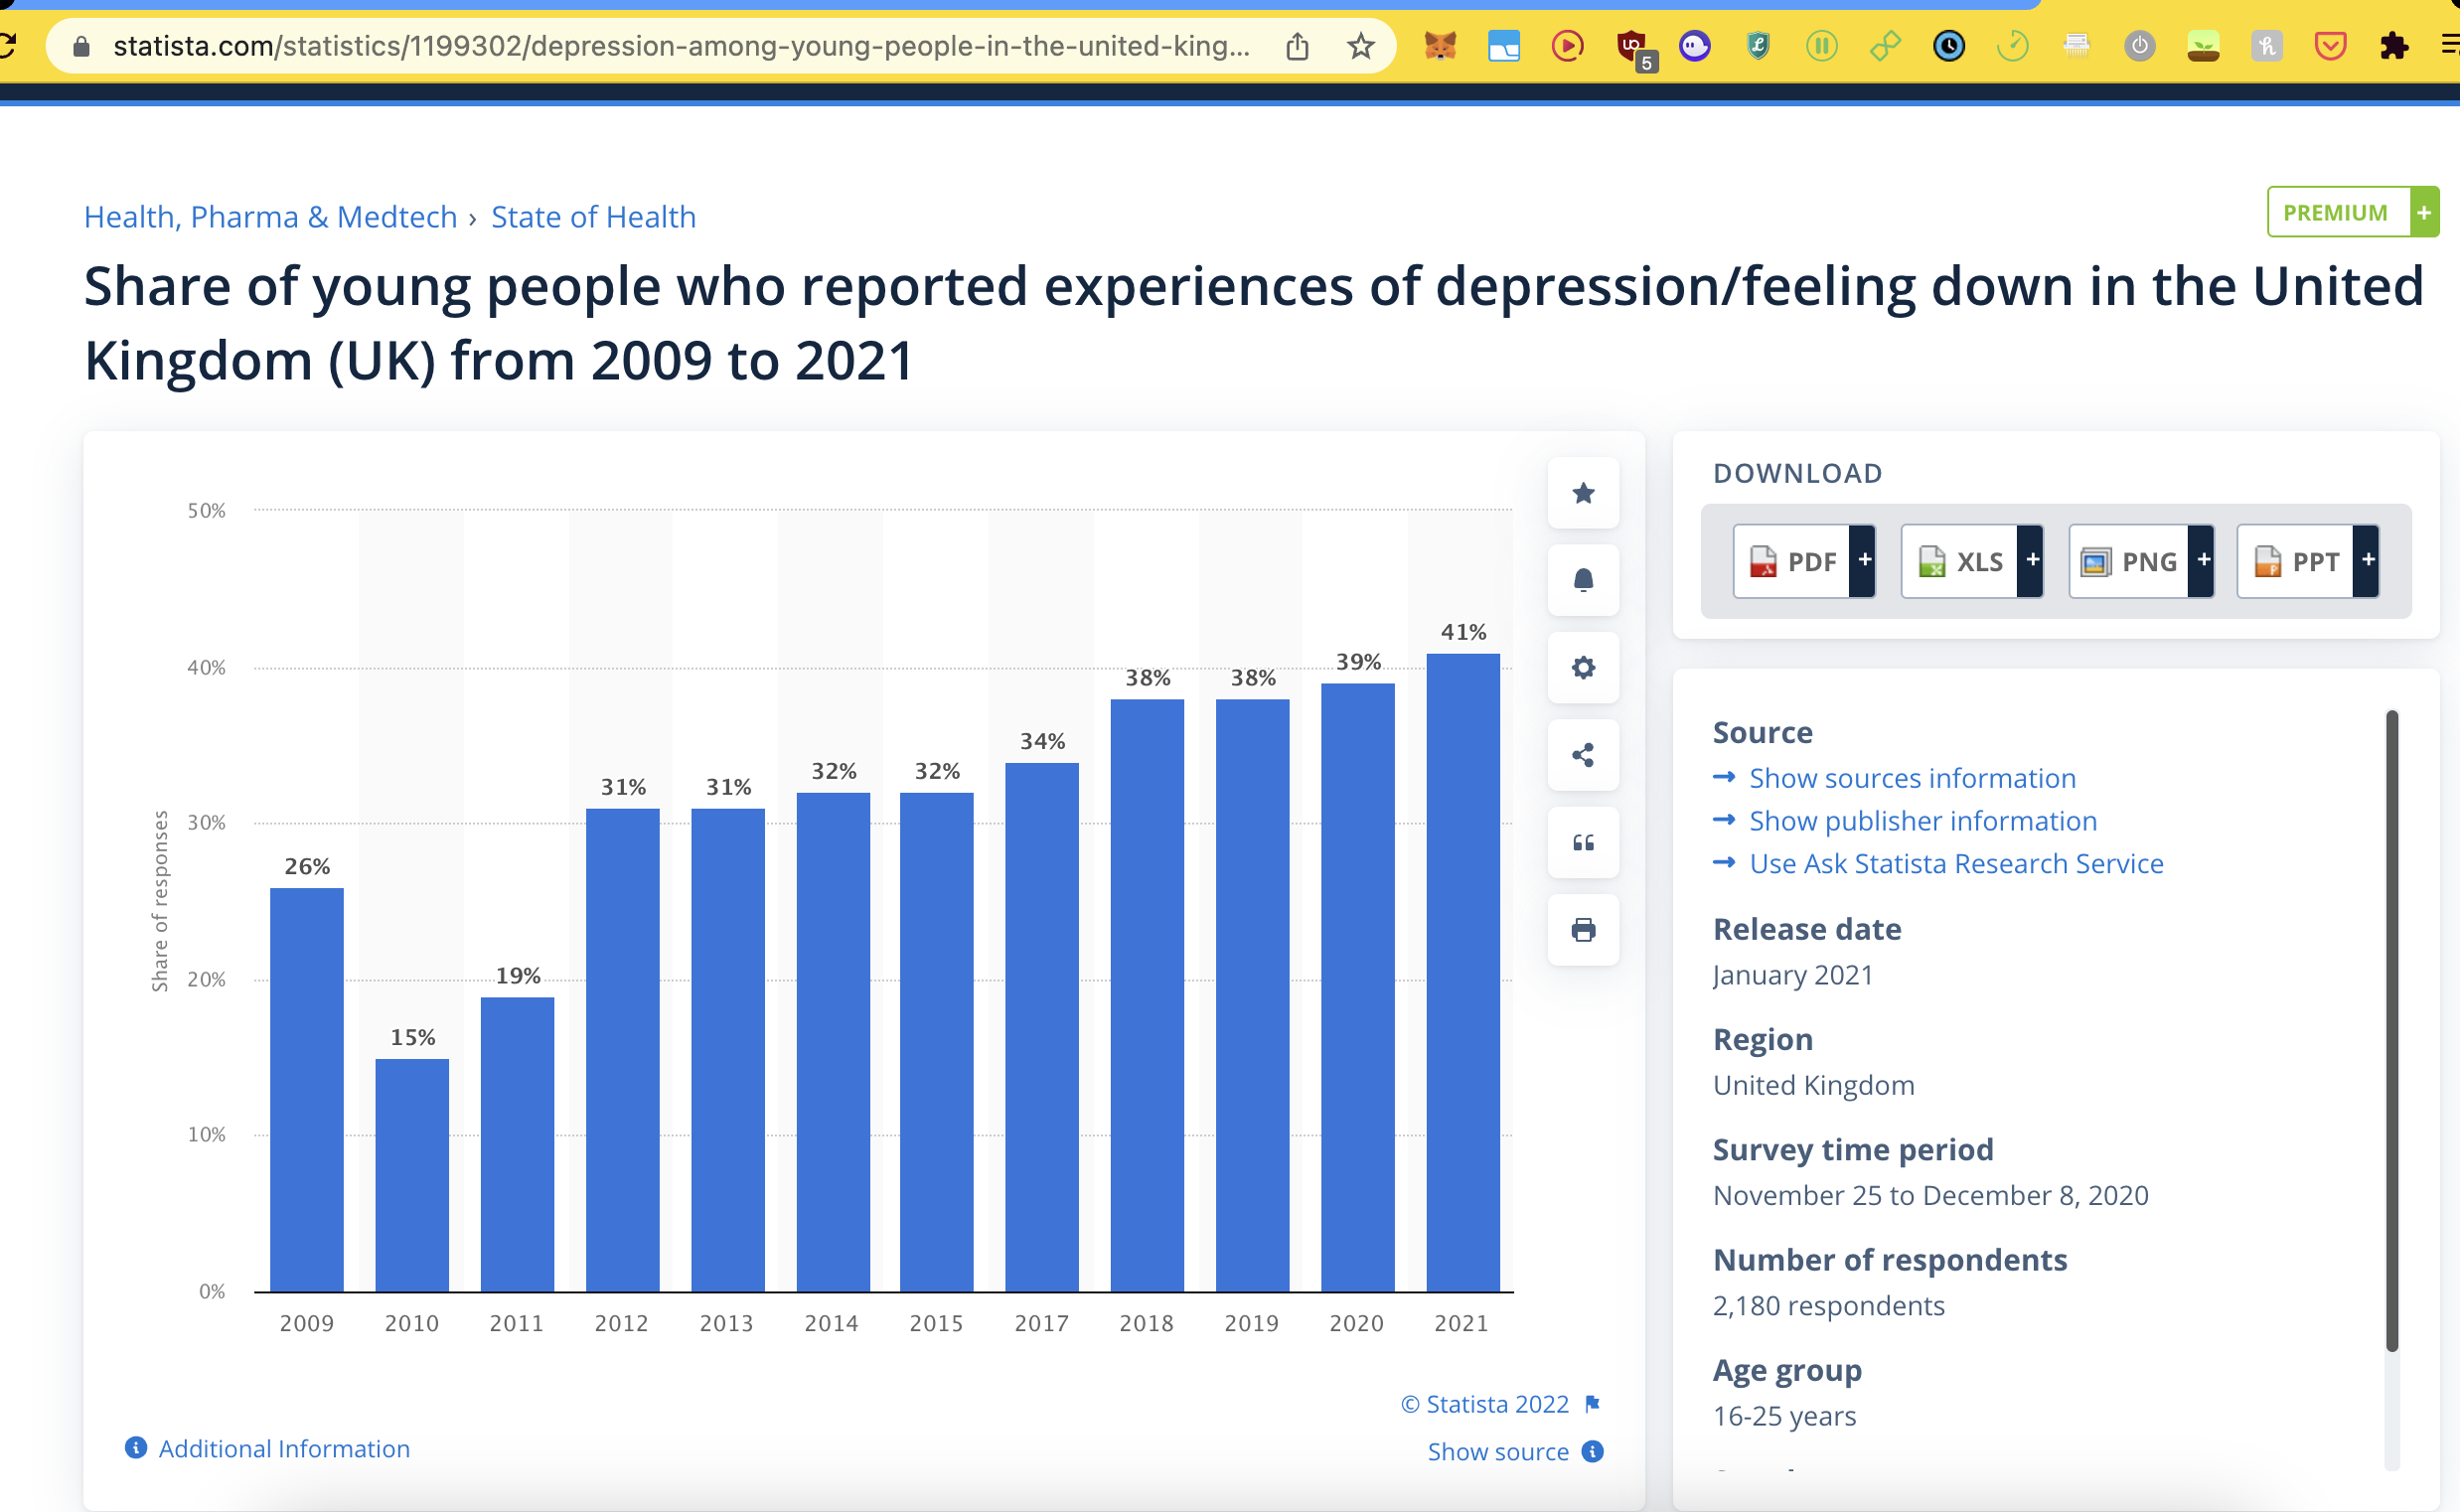 statista.com/statistics/1199302/depression-among-young-people-in-the-united-king...
5
Health, Pharma & Medtech › State of Health
PREMIUM +
Share of young people who reported experiences of depression/feeling down in the United
Kingdom (UK) from 2009 to 2021
Share of responses
50%
40%
30%
20%
10%
0%
26%
15%
19%
31%
31%
32%
32%
34%
38%
38%
39%
41%
2009 2010 2011 2012 2013 2014 2015 2017 2018 2019 2020 2021
© Statista 2022
Additional Information
Show source
DOWNLOAD
PDF + XLS + PNG + PPT +
Source
Show sources information
Show publisher information
Use Ask Statista Research Service
Release date
January 2021
Region
United Kingdom
Survey time period
November 25 to December 8, 2020
Number of respondents
2,180 respondents
Age group
16-25 years